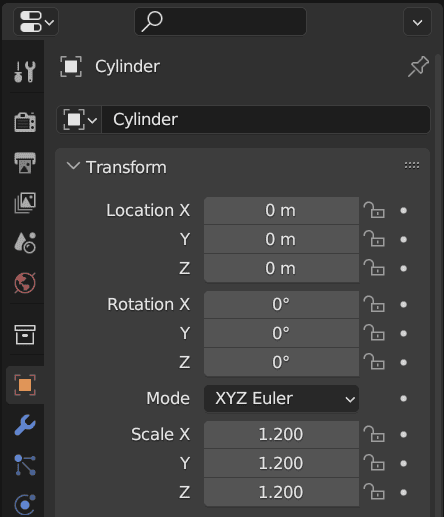 Cylinder
Cylinder
Transform
Location X 0 m
Y 0 m
Z 0 m
Rotation X 0°
Y 0°
Z 0°
Mode XYZ Euler
Scale X 1.200
Y 1.200
Z 1.200